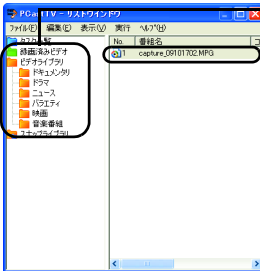 PCastTV - リストウィンドウ
ファイル(F) 編集(E) 表示(V) 実行 ヘルプ(H)
No. 番組名
録画済みビデオ
1 capture_09101702.MPG
ビデオライブラリ
ドキュメンタリ
ドラマ
ニュース
バラエティ
映画
音楽番組
スナップライブラリ